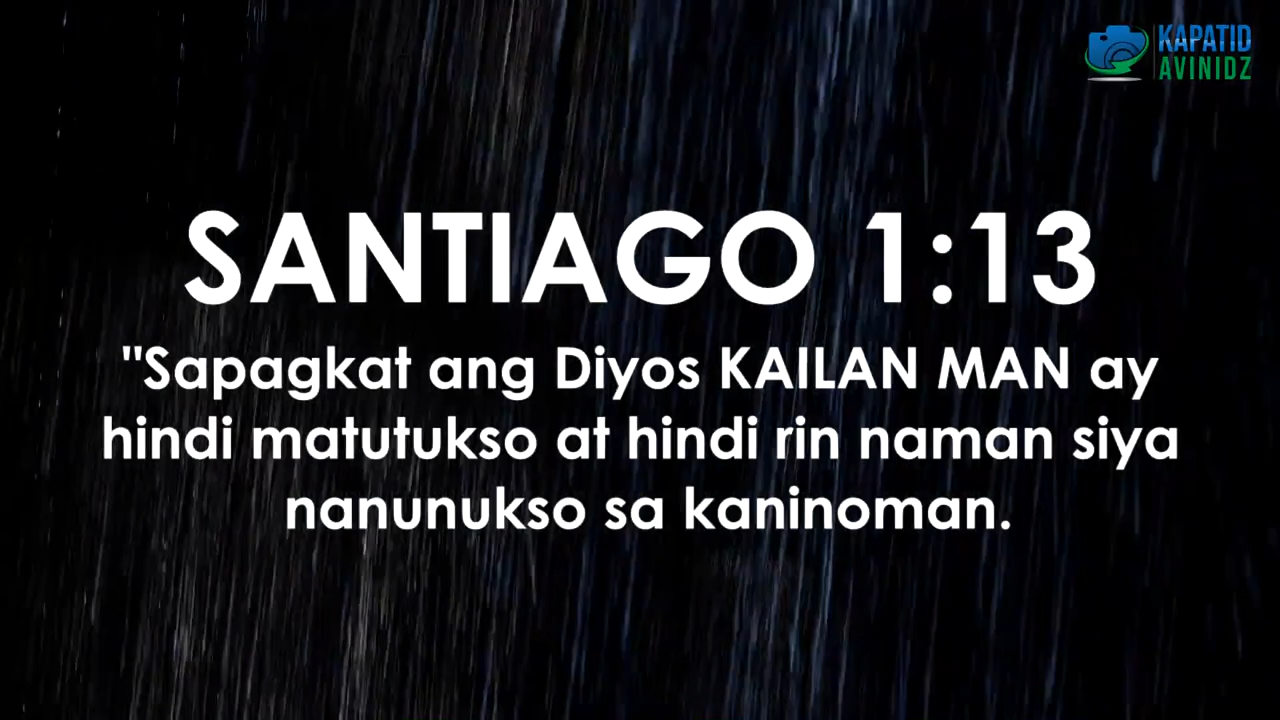 KAPATID
AVINIDZ
SANTIAGO 1:13
"Sapagkat ang Diyos KAILAN MAN ay
hindi matutukso at hindi rin naman siya
nanunukso sa kaninoman.